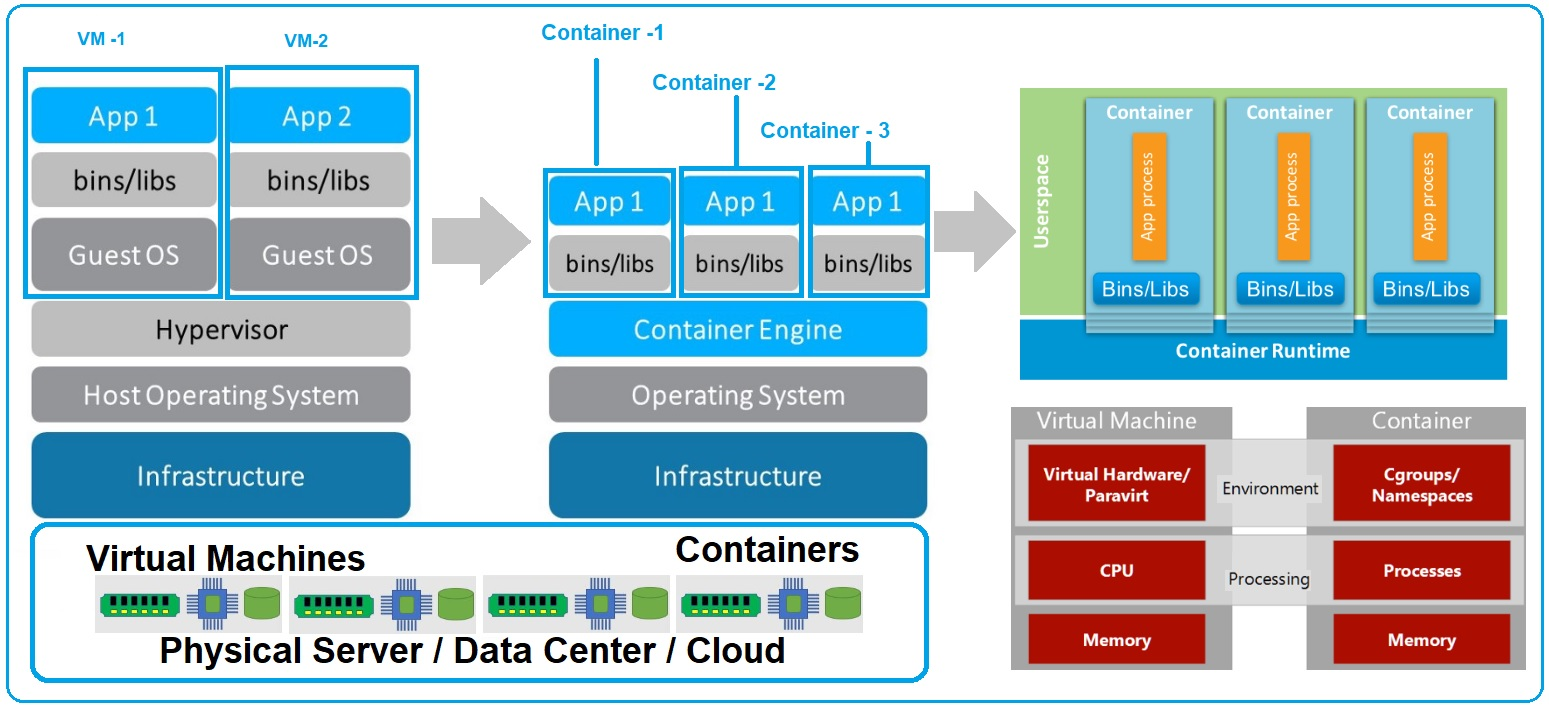 VM -1
VM-2
App 1
App 2
bins/libs
bins/libs
Guest OS
Guest OS
Hypervisor
Host Operating System
Infrastructure
Container -1
Container -2
Container - 3
App 1
App 1
App 1
bins/libs
bins/libs
bins/libs
Container Engine
Operating System
Infrastructure
Virtual Machines
Containers
Physical Server / Data Center / Cloud
Userspace
Container
Container
Container
App process
App process
App process
Bins/Libs
Bins/Libs
Bins/Libs
Container Runtime
Virtual Machine
Container
Virtual Hardware/
Paravirt
Environment
Cgroups/
Namespaces
CPU
Processing
Processes
Memory
Memory